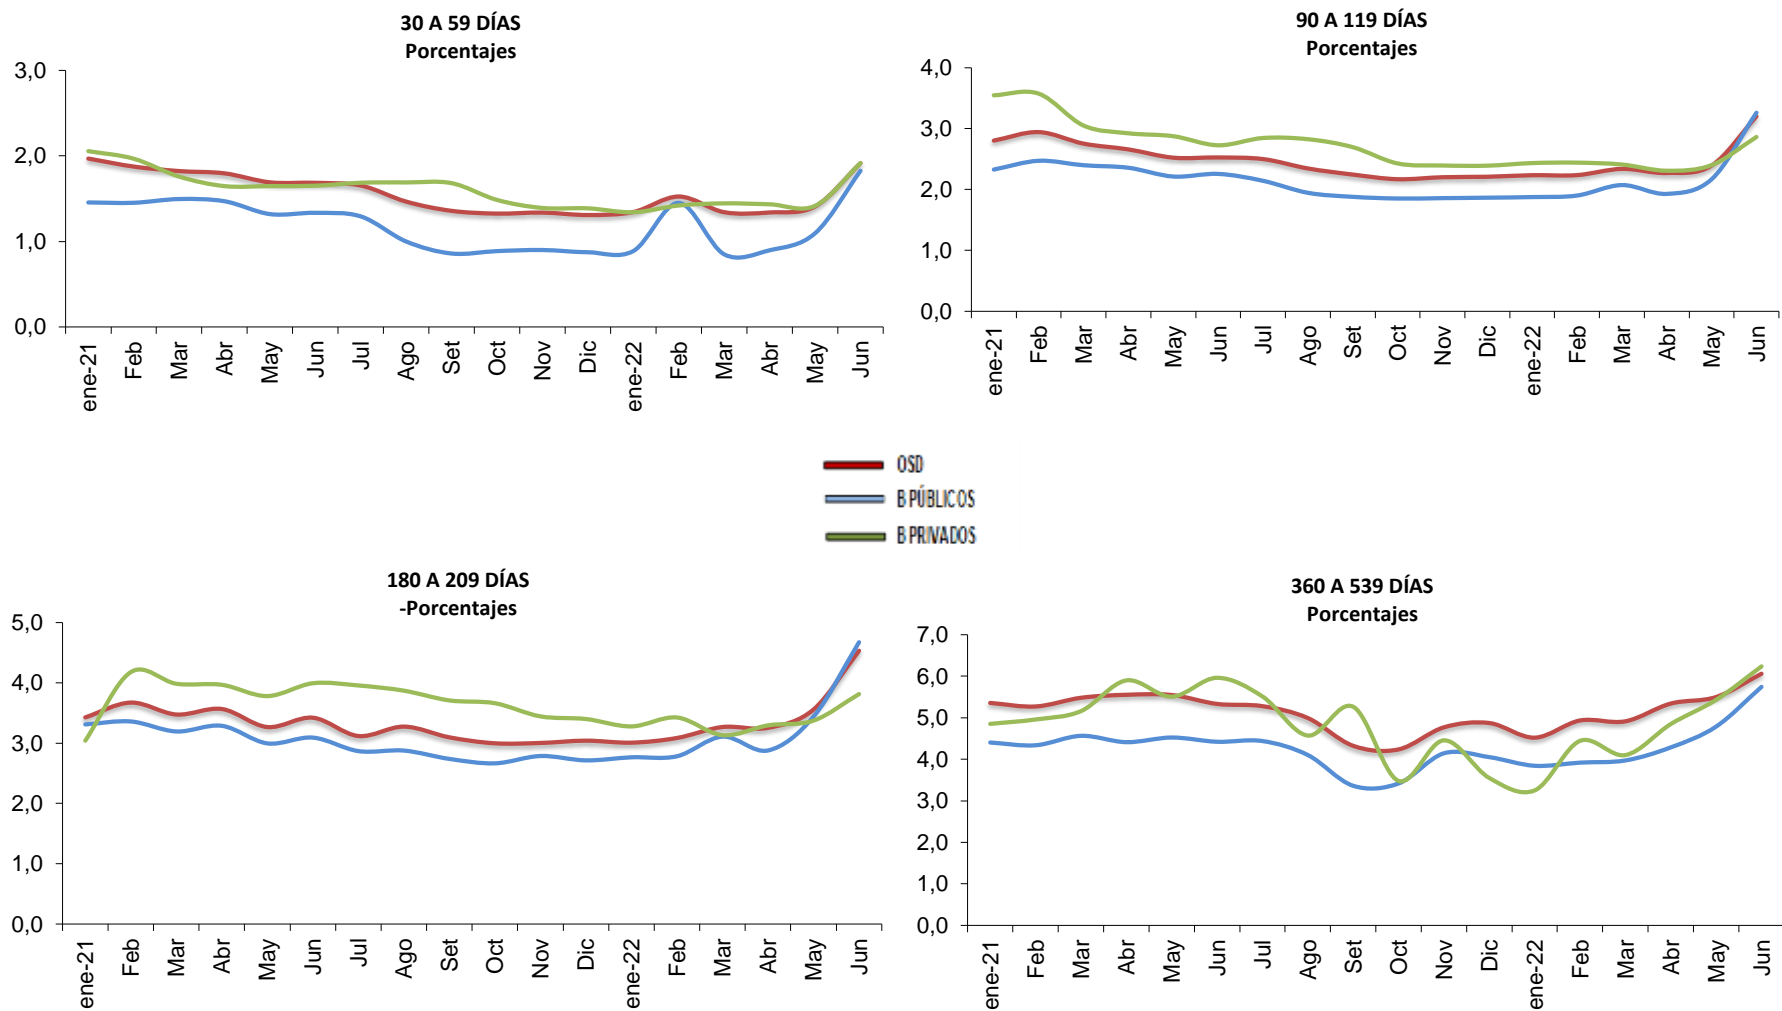 30 A 59 DÍAS
Porcentajes
3,0
2,0
1,0
0,0
ene-21
Feb
Mar
Abr
May
Jun
Jul
Ago
Set
Oct
Nov
Dic
ene-22
Feb
Mar
Abr
May
Jun
90 A 119 DÍAS
Porcentajes
4,0
3,0
2,0
1,0
0,0
ene-21
Feb
Mar
Abr
May
Jun
Jul
Ago
Set
Oct
Nov
Dic
ene-22
Feb
Mar
Abr
May
Jun
OSD
B PÚBLICOS
B PRIVADOS
180 A 209 DÍAS
-Porcentajes
5,0
4,0
3,0
2,0
1,0
0,0
ene-21
Feb
Mar
Abr
May
Jun
Jul
Ago
Set
Oct
Nov
Dic
ene-22
Feb
Mar
Abr
May
Jun
360 A 539 DÍAS
Porcentajes
7,0
6,0
5,0
4,0
3,0
2,0
1,0
0,0
ene-21
Feb
Mar
Abr
May
Jun
Jul
Ago
Set
Oct
Nov
Dic
ene-22
Feb
Mar
Abr
May
Jun